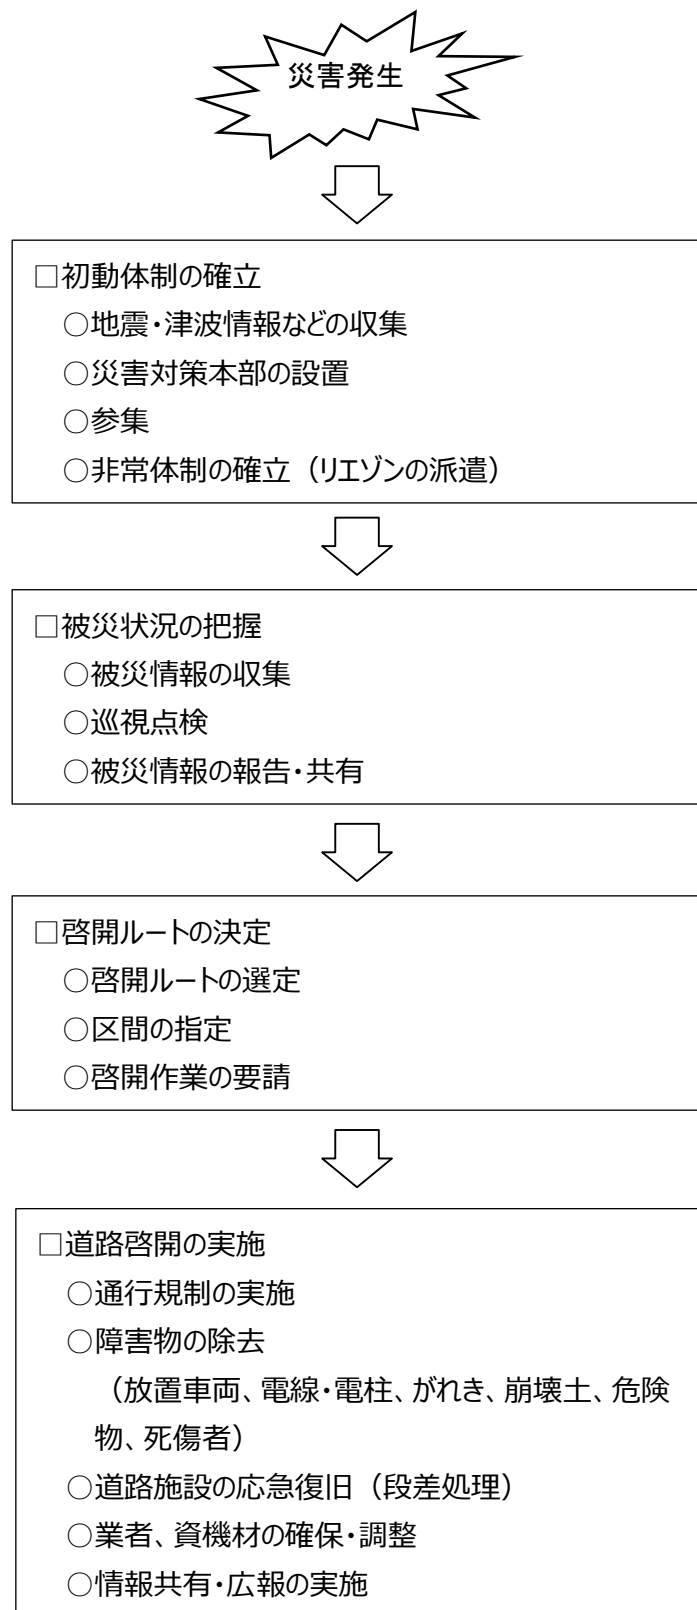 災害発生
□初動体制の確立
○地震・津波情報などの収集
○災害対策本部の設置
○参集
○非常体制の確立（リエゾンの派遣）
□被災状況の把握
○被災情報の収集
○巡視点検
○被災情報の報告・共有
□啓開ルートの決定
○啓開ルートの選定
○区間の指定
○啓開作業の要請
□道路啓開の実施
○通行規制の実施
○障害物の除去
（放置車両、電線・電柱、がれき、崩壊土、危険
物、死傷者）
○道路施設の応急復旧（段差処理）
○業者、資機材の確保・調整
○情報共有・広報の実施